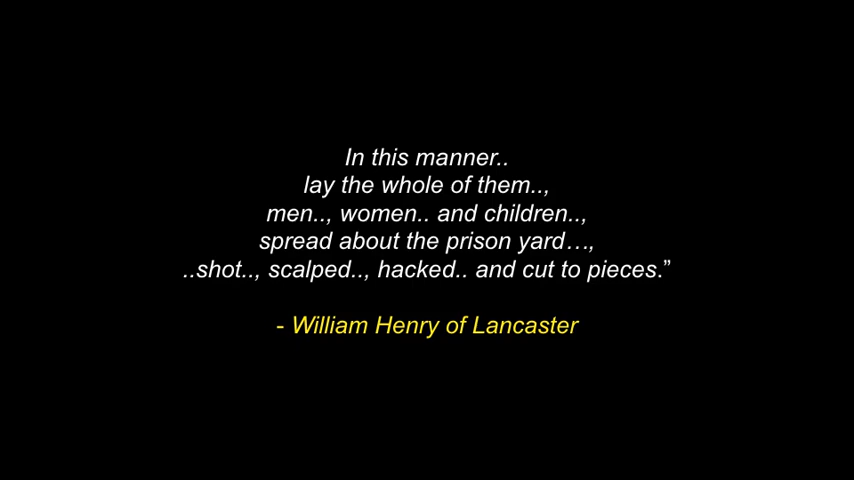 In this manner..
lay the whole of them..,
men.., women.. and children..,
spread about the prison yard…,
..shot.., scalped.., hacked.. and cut to pieces.”
- William Henry of Lancaster